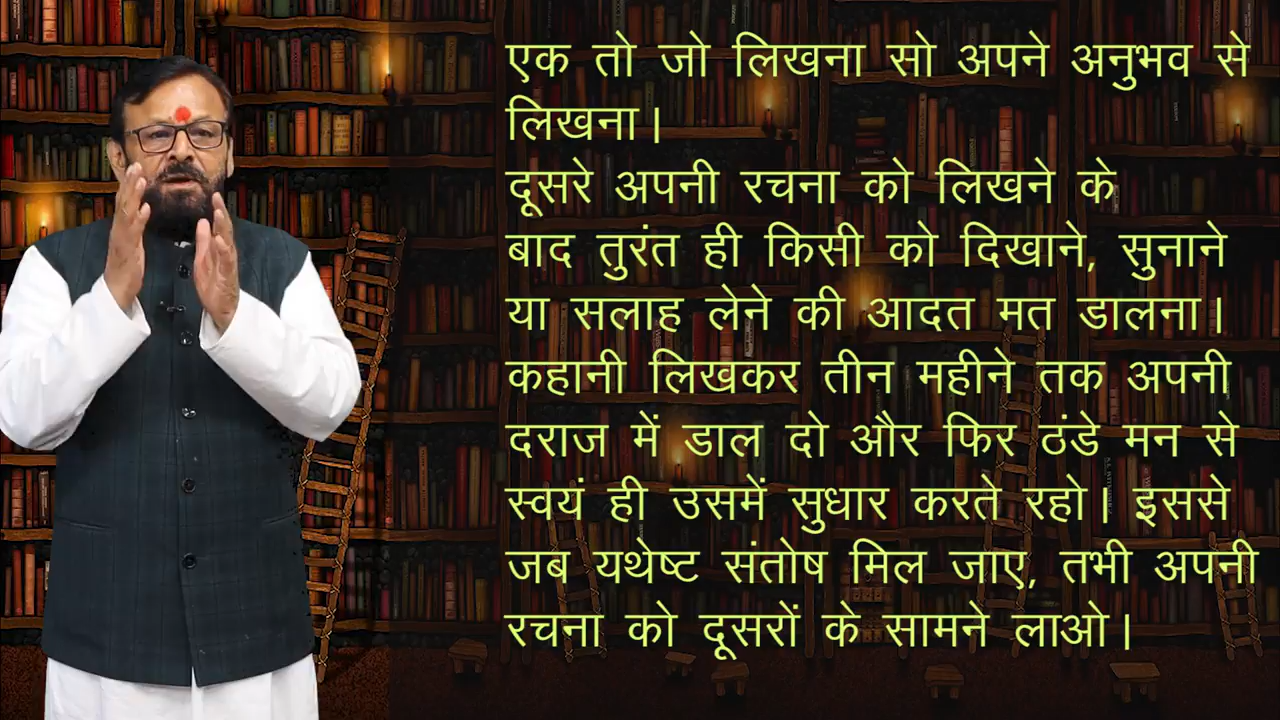 एक तो जो लिखना सो अपने अनुभव से
लिखना।
दूसरे अपनी रचना को लिखने के
बाद तुरंत ही किसी को दिखाने, सुनाने
या सलाह लेने की आदत मत डालना।
कहानी लिखकर तीन महीने तक अपनी
दराज में डाल दो और फिर ठंडे मन से
स्वयं ही उसमें सुधार करते रहो। इससे
जब यथेष्ट संतोष मिल जाए, तभी अपनी
रचना को दूसरों के सामने लाओ।